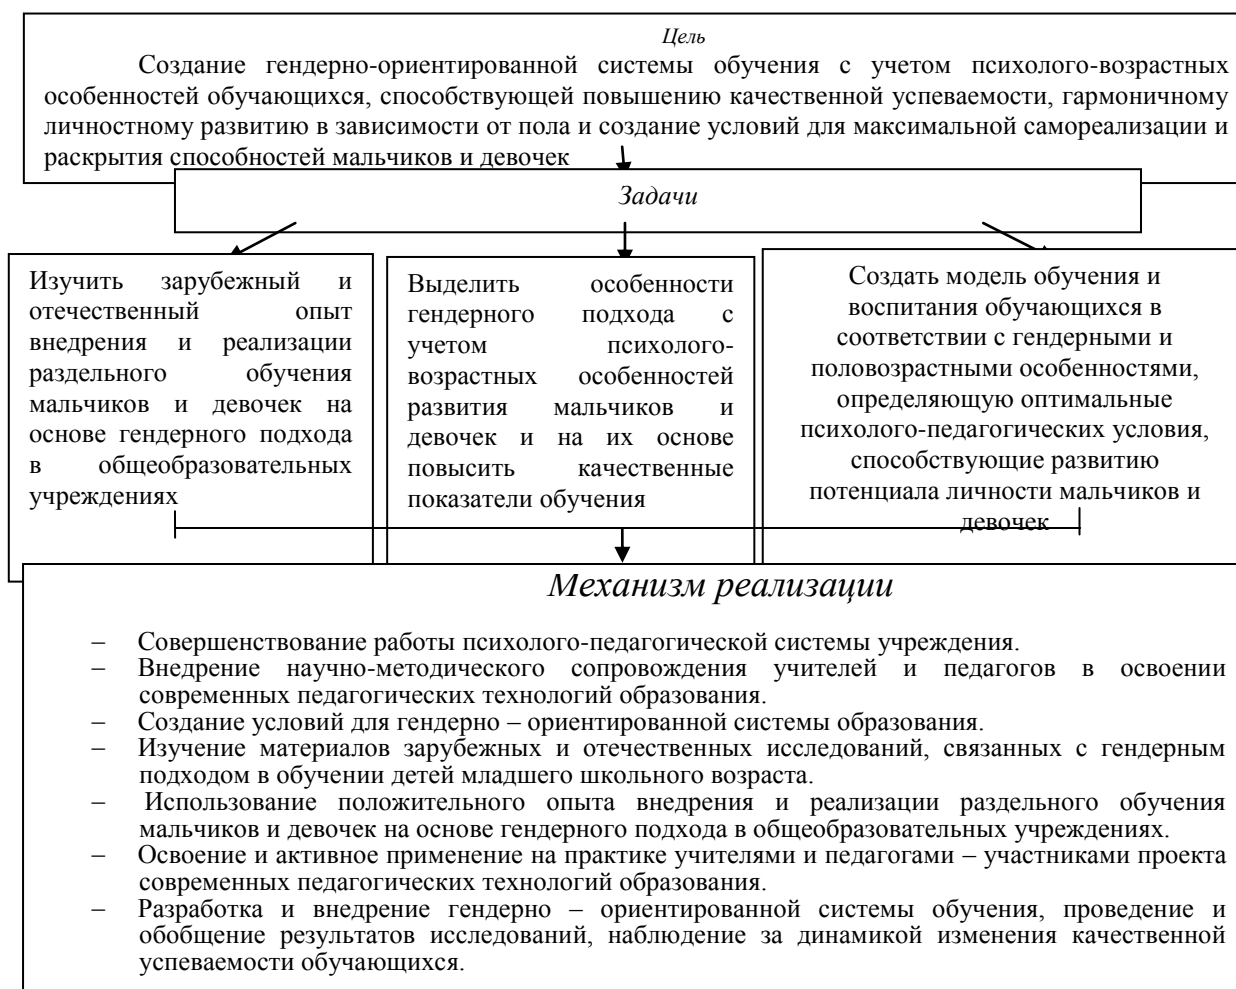 Цель
Создание гендерно-ориентированной системы обучения с учетом психолого-возрастных
особенностей обучающихся, способствующей повышению качественной успеваемости, гармоничному
личностному развитию в зависимости от пола и создание условий для максимальной самореализации и
раскрытия способностей мальчиков и девочек
Задачи
Изучить зарубежный и
отечественный опыт
внедрения и реализации
раздельного обучения
мальчиков и девочек на
основе гендерного подхода
в общеобразовательных
учреждениях
Выделить особенности
гендерного подхода с
учетом психолого-
возрастных особенностей
развития мальчиков и
девочек и на их основе
повысить качественные
показатели обучения
Создать модель обучения и
воспитания обучающихся в
соответствии с гендерными и
половозрастными особенностями,
определяющую оптимальные
психолого-педагогических условия,
способствующие развитию
потенциала личности мальчиков и
девочек
Механизм реализации
– Совершенствование работы психолого-педагогической системы учреждения.
– Внедрение научно-методического сопровождения учителей и педагогов в освоении
современных педагогических технологий образования.
– Создание условий для гендерно – ориентированной системы образования.
– Изучение материалов зарубежных и отечественных исследований, связанных с гендерным
подходом в обучении детей младшего школьного возраста.
– Использование положительного опыта внедрения и реализации раздельного обучения
мальчиков и девочек на основе гендерного подхода в общеобразовательных учреждениях.
– Освоение и активное применение на практике учителями и педагогами – участниками проекта
современных педагогических технологий образования.
– Разработка и внедрение гендерно – ориентированной системы обучения, проведение и
обобщение результатов исследований, наблюдение за динамикой изменения качественной
успеваемости обучающихся.